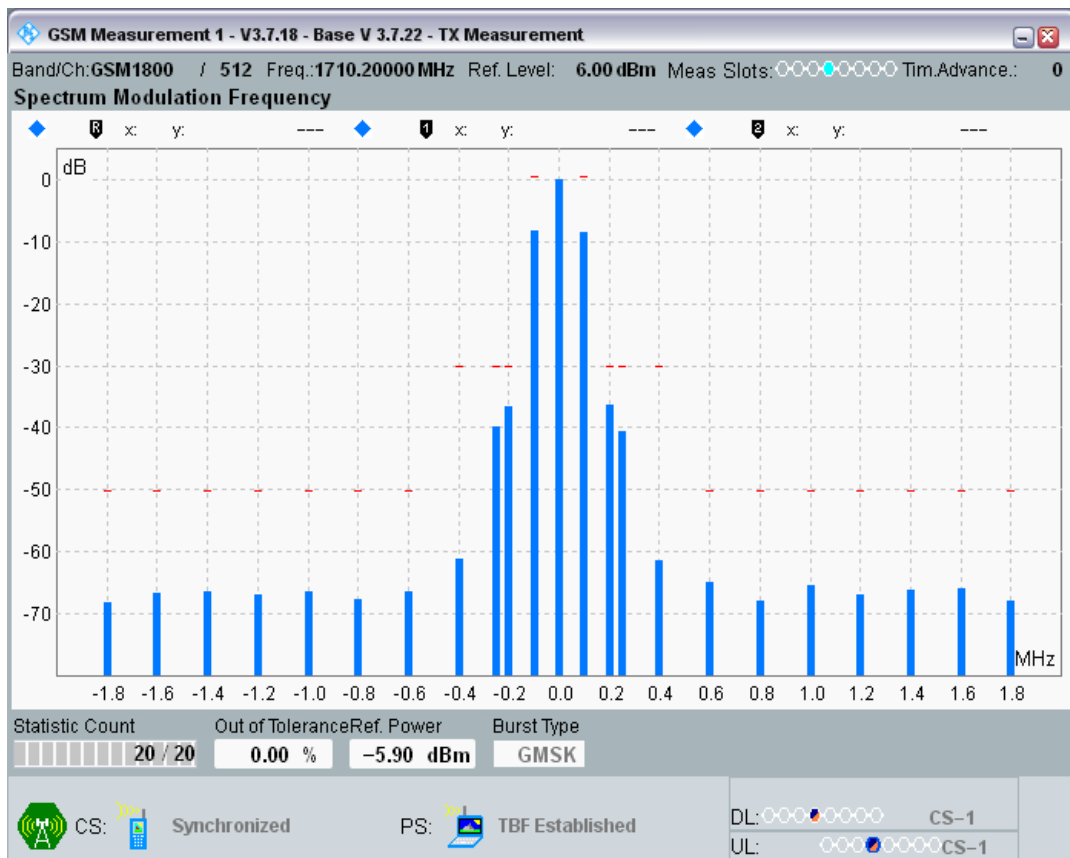 GSM Measurement 1 - V3.7.18 - Base V 3.7.22 - TX Measurement
Band/Ch:GSM1800 / 512 Freq.:1710.20000 MHz Ref. Level: 6.00 dBm Meas Slots: Tim.Advance.: 0
Spectrum Modulation Frequency
R x: y: --- 1 x: y: --- 2 x: y: ---
dB
0
-10
-20
-30
-40
-50
-60
-70
MHz
-1.8 -1.6 -1.4 -1.2 -1.0 -0.8 -0.6 -0.4 -0.2 0.0 0.2 0.4 0.6 0.8 1.0 1.2 1.4 1.6 1.8
Statistic Count Out of Tolerance Ref. Power Burst Type
20 / 20 0.00 % −5.90 dBm GMSK
CS: Synchronized PS: TBF Established
DL: CS−1
UL: CS−1